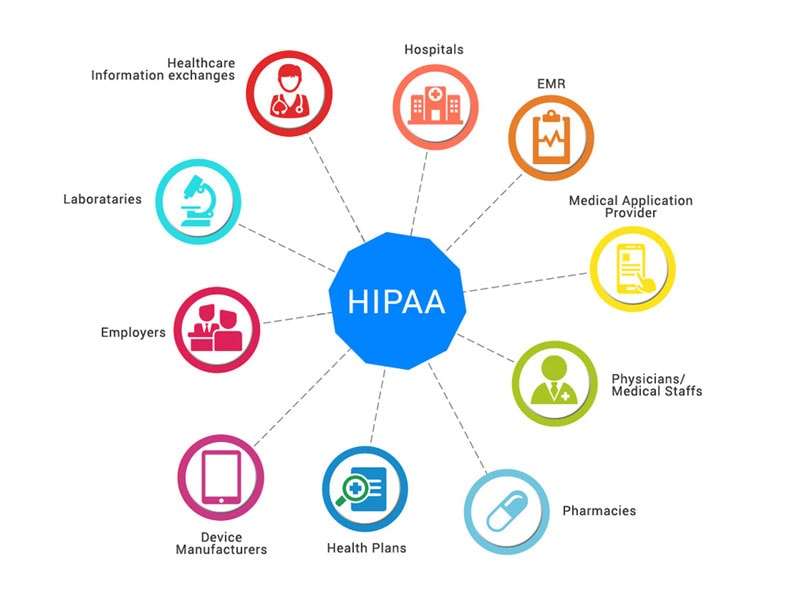 Hospitals
Healthcare
Information exchanges
EMR
Laborataries
Medical Application
Provider
HIPAA
Employers
Physicians/
Medical Staffs
Pharmacies
Device
Manufacturers
Health Plans